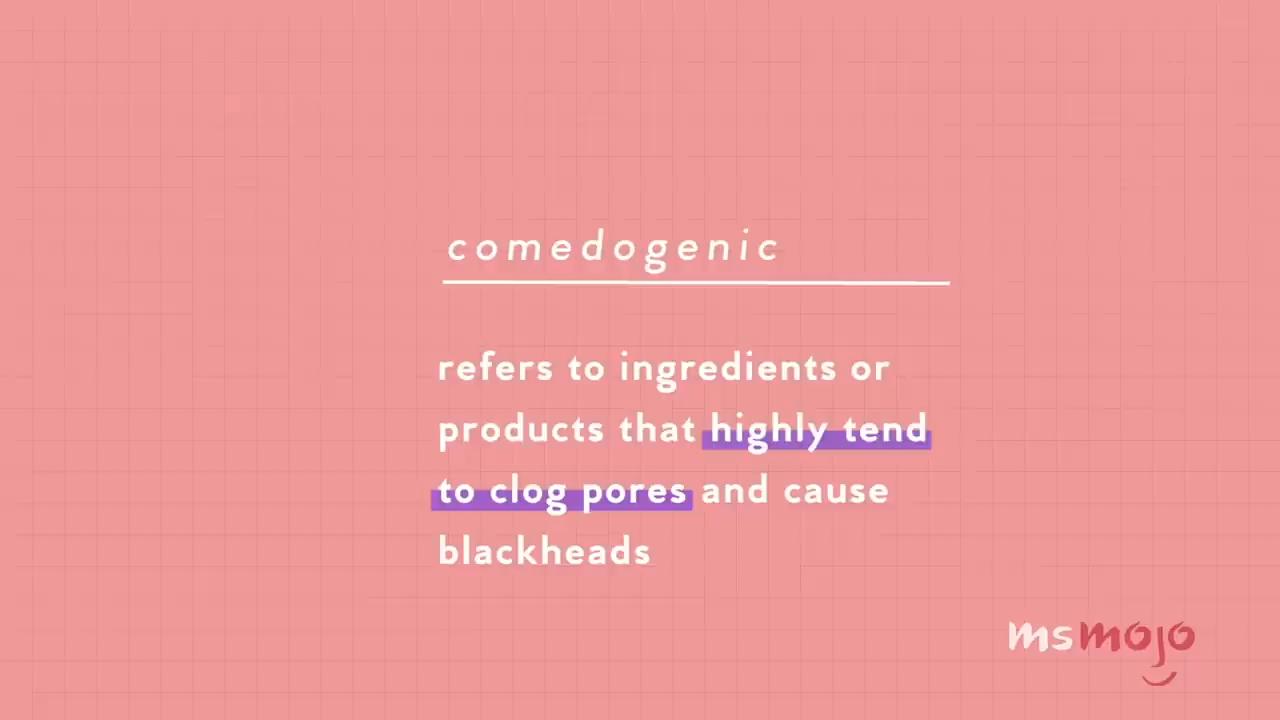 comedogenic
refers to ingredients or
products that highly tend
to clog pores and cause
blackheads
msmojo